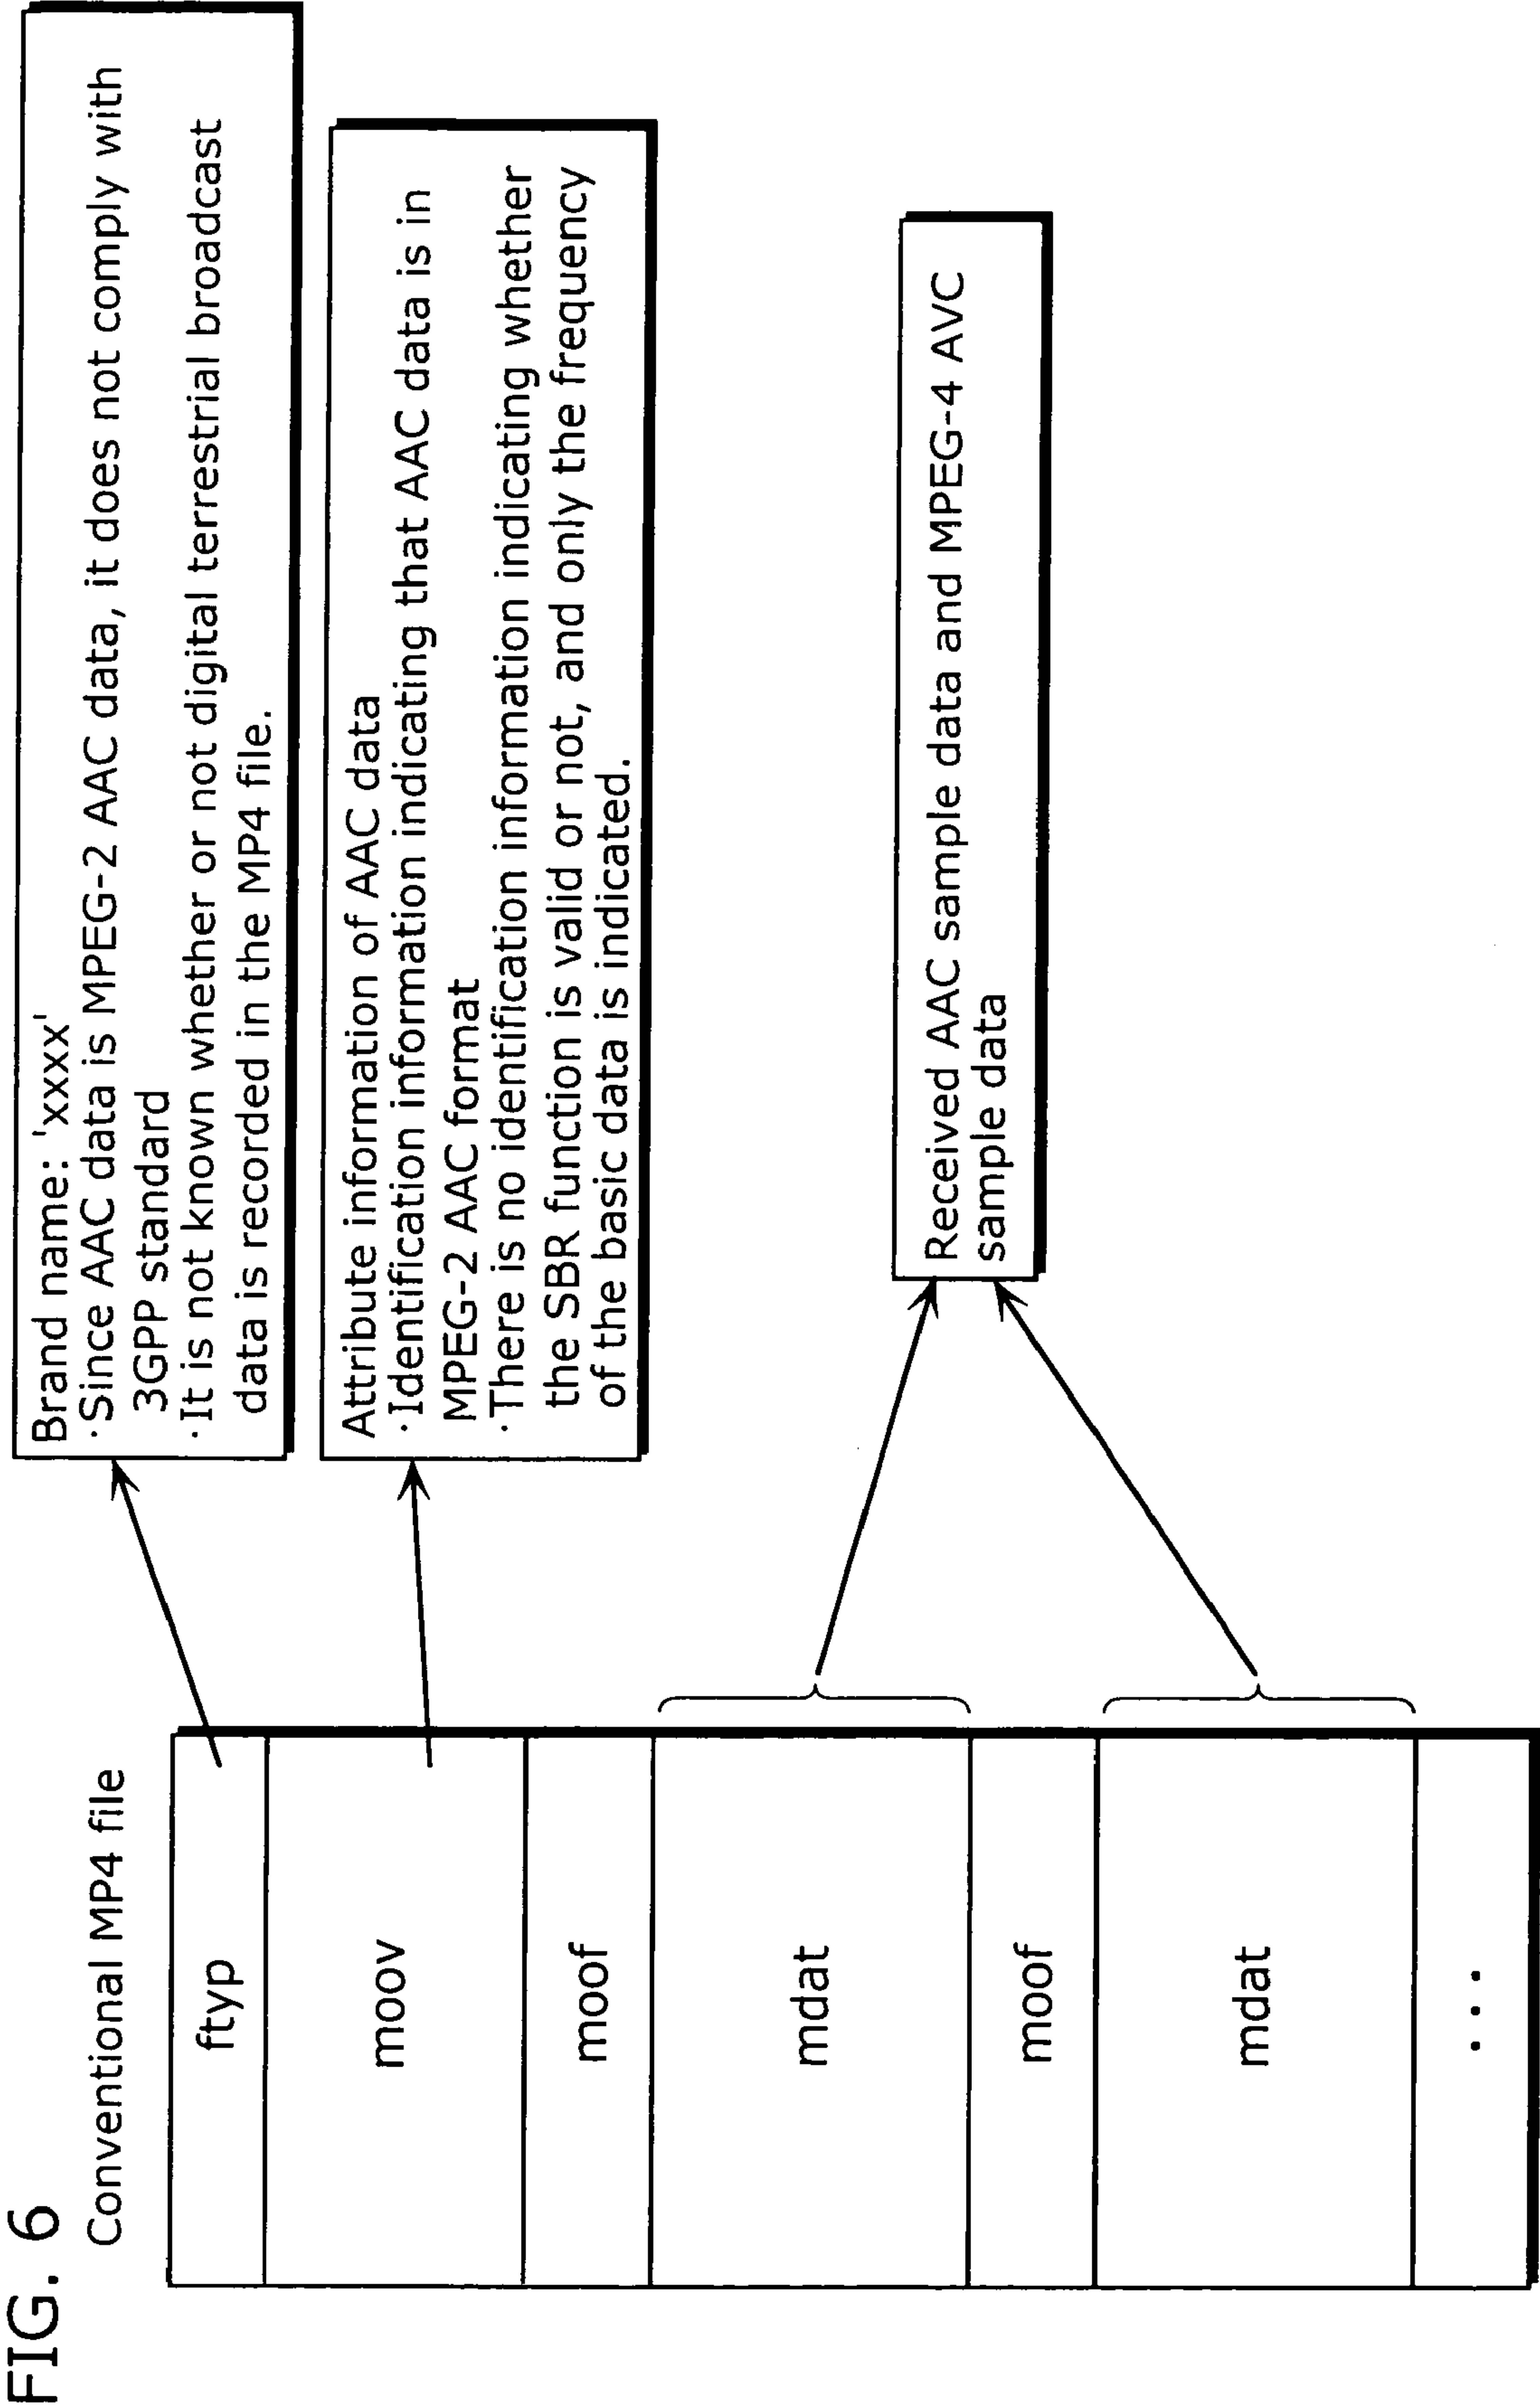 FIG. 6
Conventional MP4 file
ftyp
moov
moof
mdat
moof
mdat
...
Brand name: 'xxxx'
·Since AAC data is MPEG-2 AAC data, it does not comply with
3GPP standard
·It is not known whether or not digital terrestrial broadcast
data is recorded in the MP4 file.
Attribute information of AAC data
·Identification information indicating that AAC data is in
MPEG-2 AAC format
·There is no identification information indicating whether
the SBR function is valid or not, and only the frequency
of the basic data is indicated.
Received AAC sample data and MPEG-4 AVC
sample data